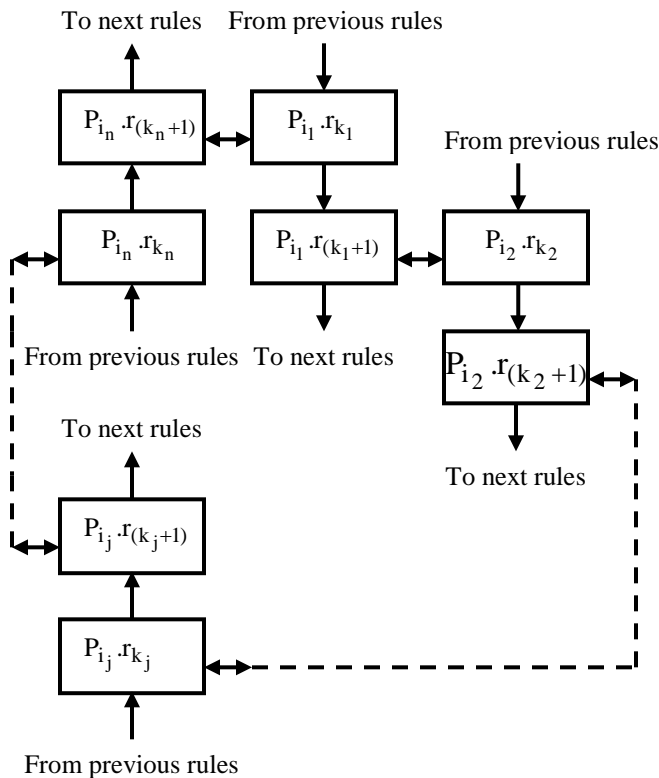 To next rules
From previous rules
P_{i_n}.r_{(k_n+1)}
P_{i_1}.r_{k_1}
From previous rules
P_{i_n}.r_{k_n}
P_{i_1}.r_{(k_1+1)}
P_{i_2}.r_{k_2}
From previous rules
To next rules
P_{i_2}.r_{(k_2+1)}
To next rules
To next rules
P_{i_j}.r_{(k_j+1)}
P_{i_j}.r_{k_j}
From previous rules